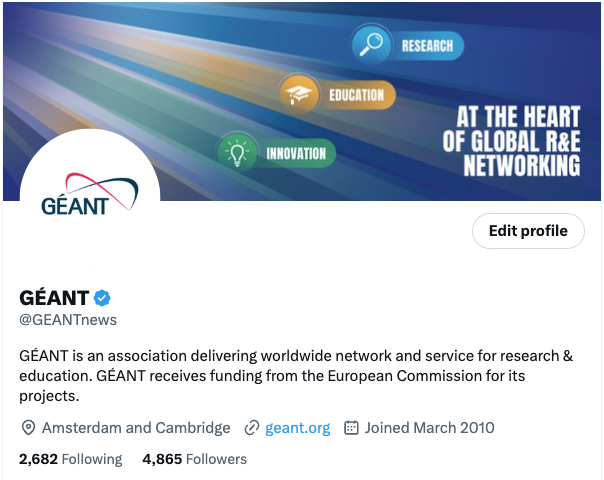 RESEARCH
EDUCATION
INNOVATION
AT THE HEART
OF GLOBAL R&E
NETWORKING
GÉANT
Edit profile
GÉANT
@GEANTnews
GÉANT is an association delivering worldwide network and service for research &
education. GÉANT receives funding from the European Commission for its
projects.
Amsterdam and Cambridge geant.org Joined March 2010
2,682 Following 4,865 Followers